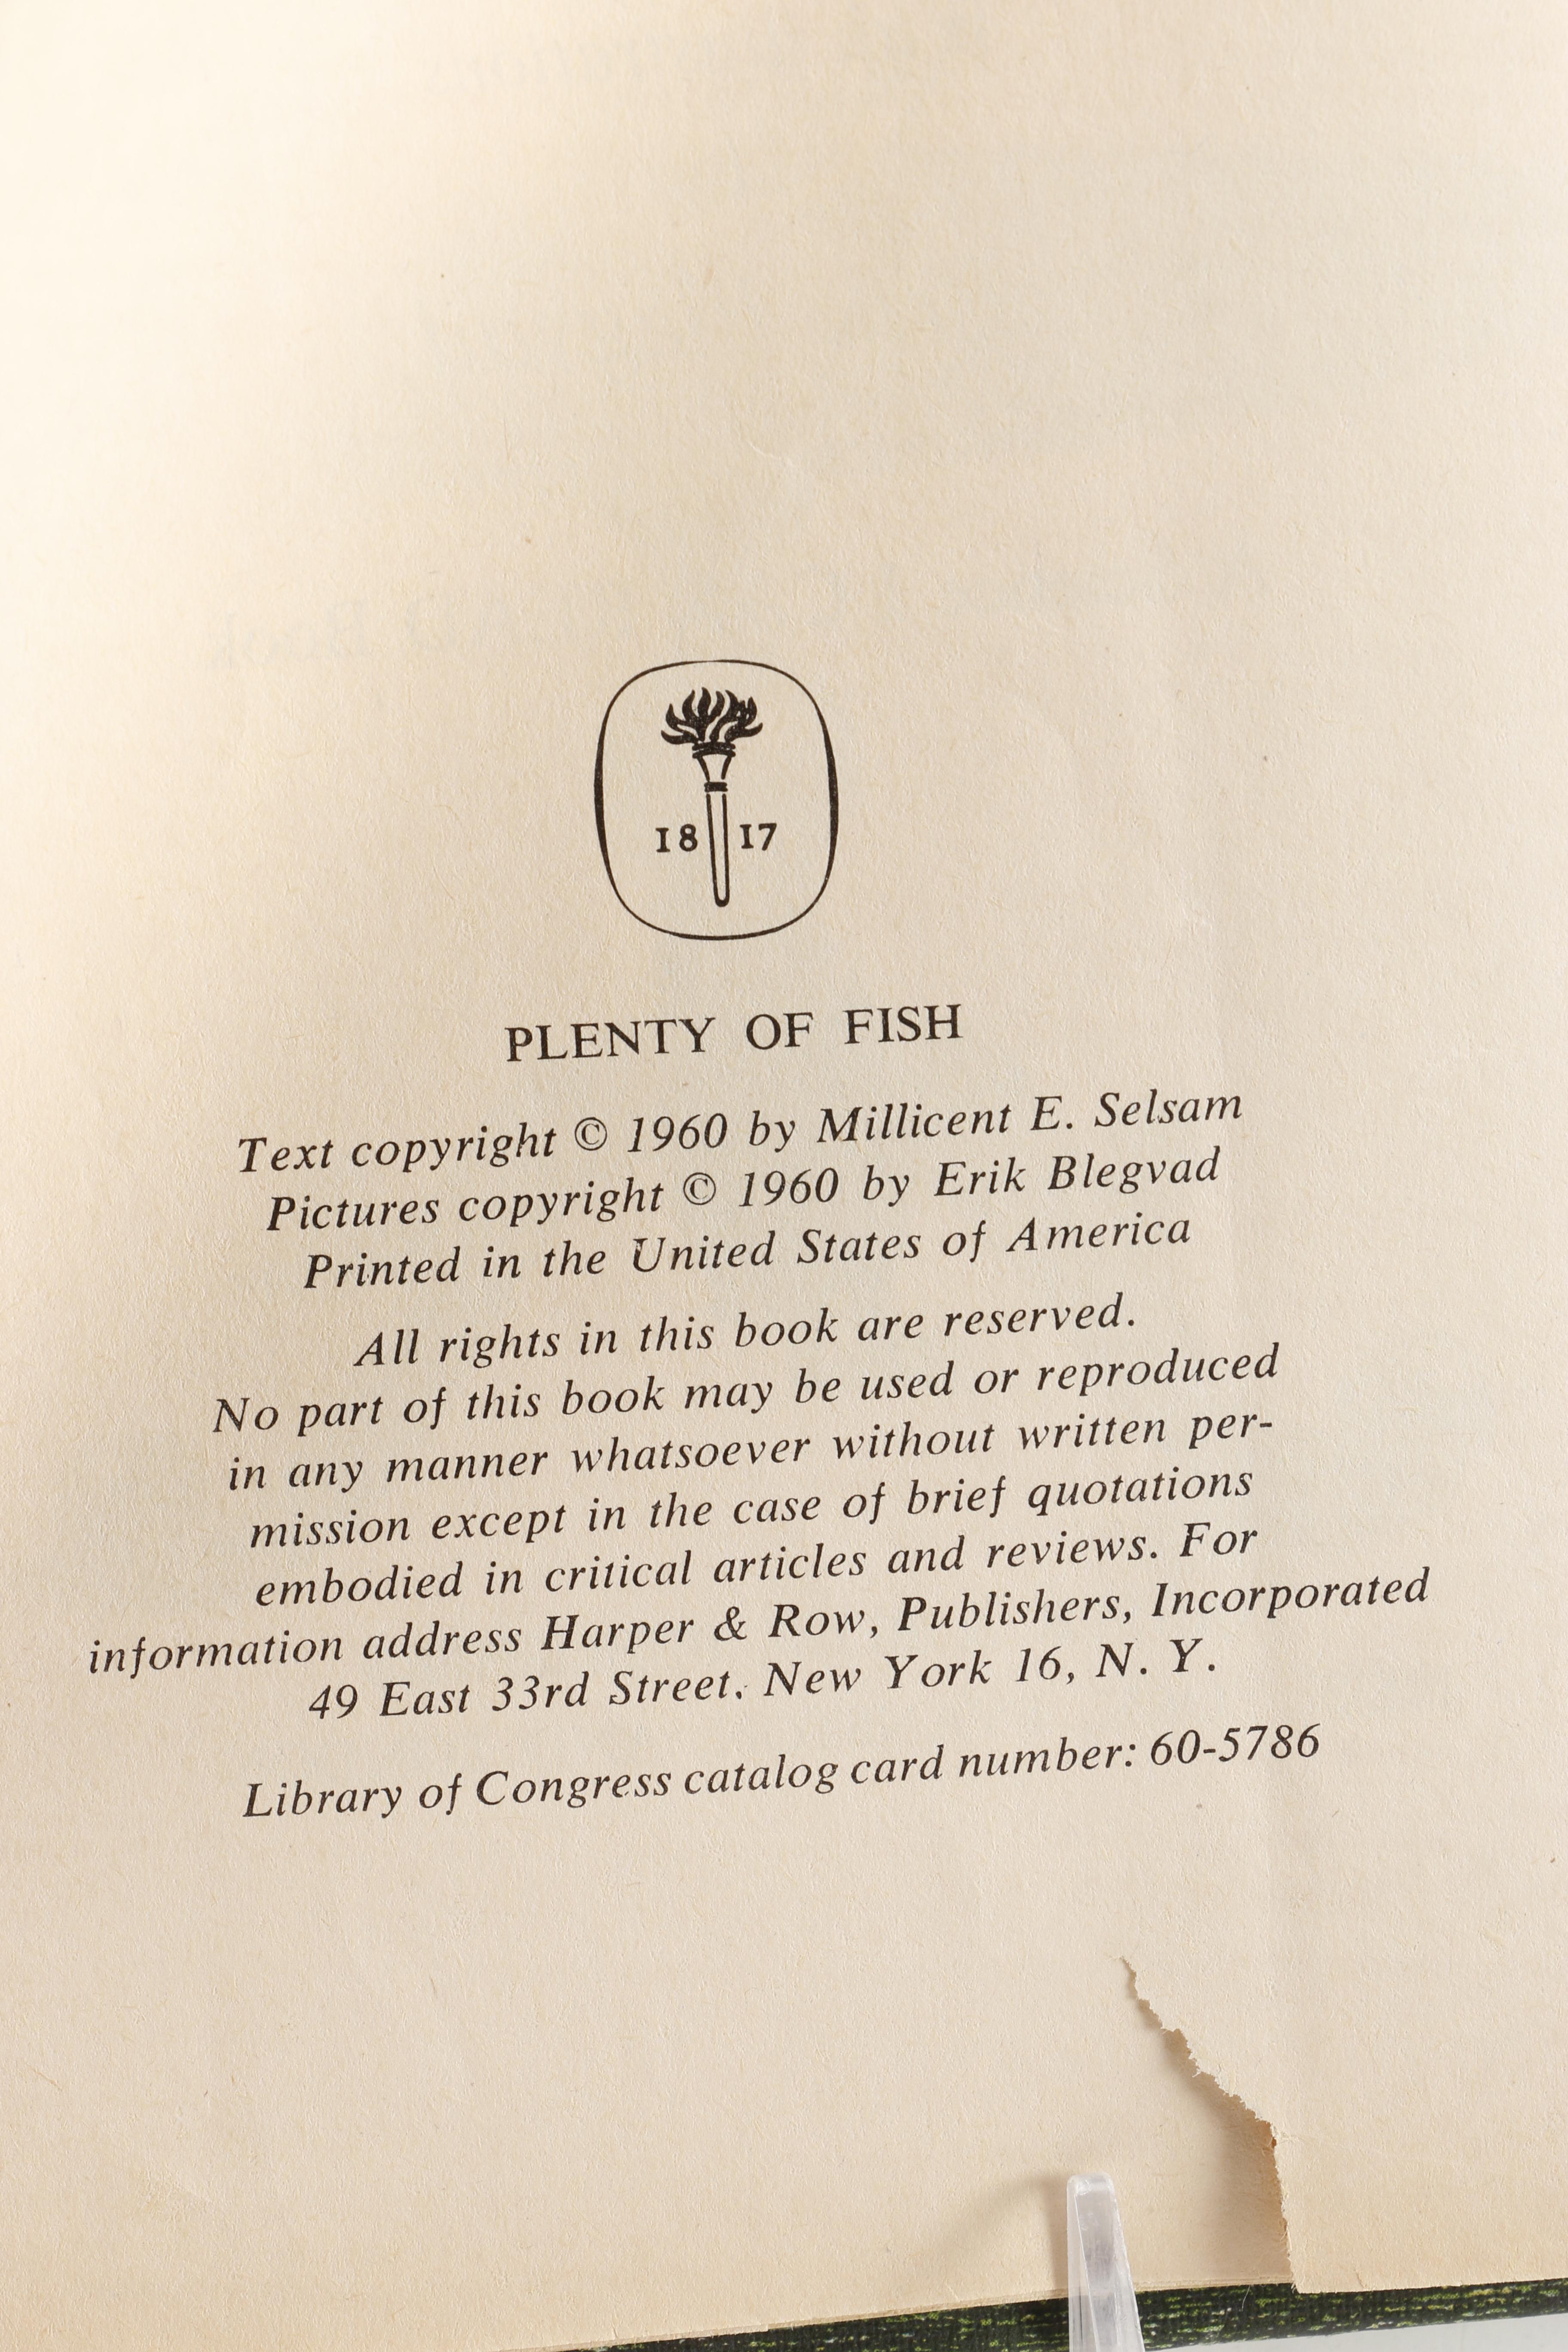 18 17
PLENTY OF FISH
Text copyright © 1960 by Millicent E. Selsam
Pictures copyright © 1960 by Erik Blegvad
Printed in the United States of America
All rights in this book are reserved.
No part of this book may be used or reproduced
in any manner whatsoever without written per-
mission except in the case of brief quotations
embodied in critical articles and reviews. For
information address Harper & Row, Publishers, Incorporated
49 East 33rd Street, New York 16, N. Y.
Library of Congress catalog card number: 60-5786